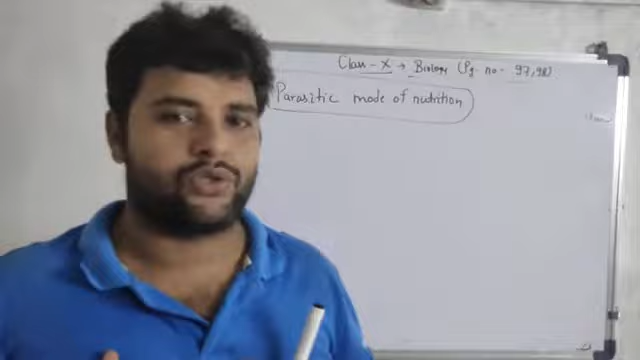 Class - X → Biology (Pg. no - 97,98)
Parasitic mode of nutrition